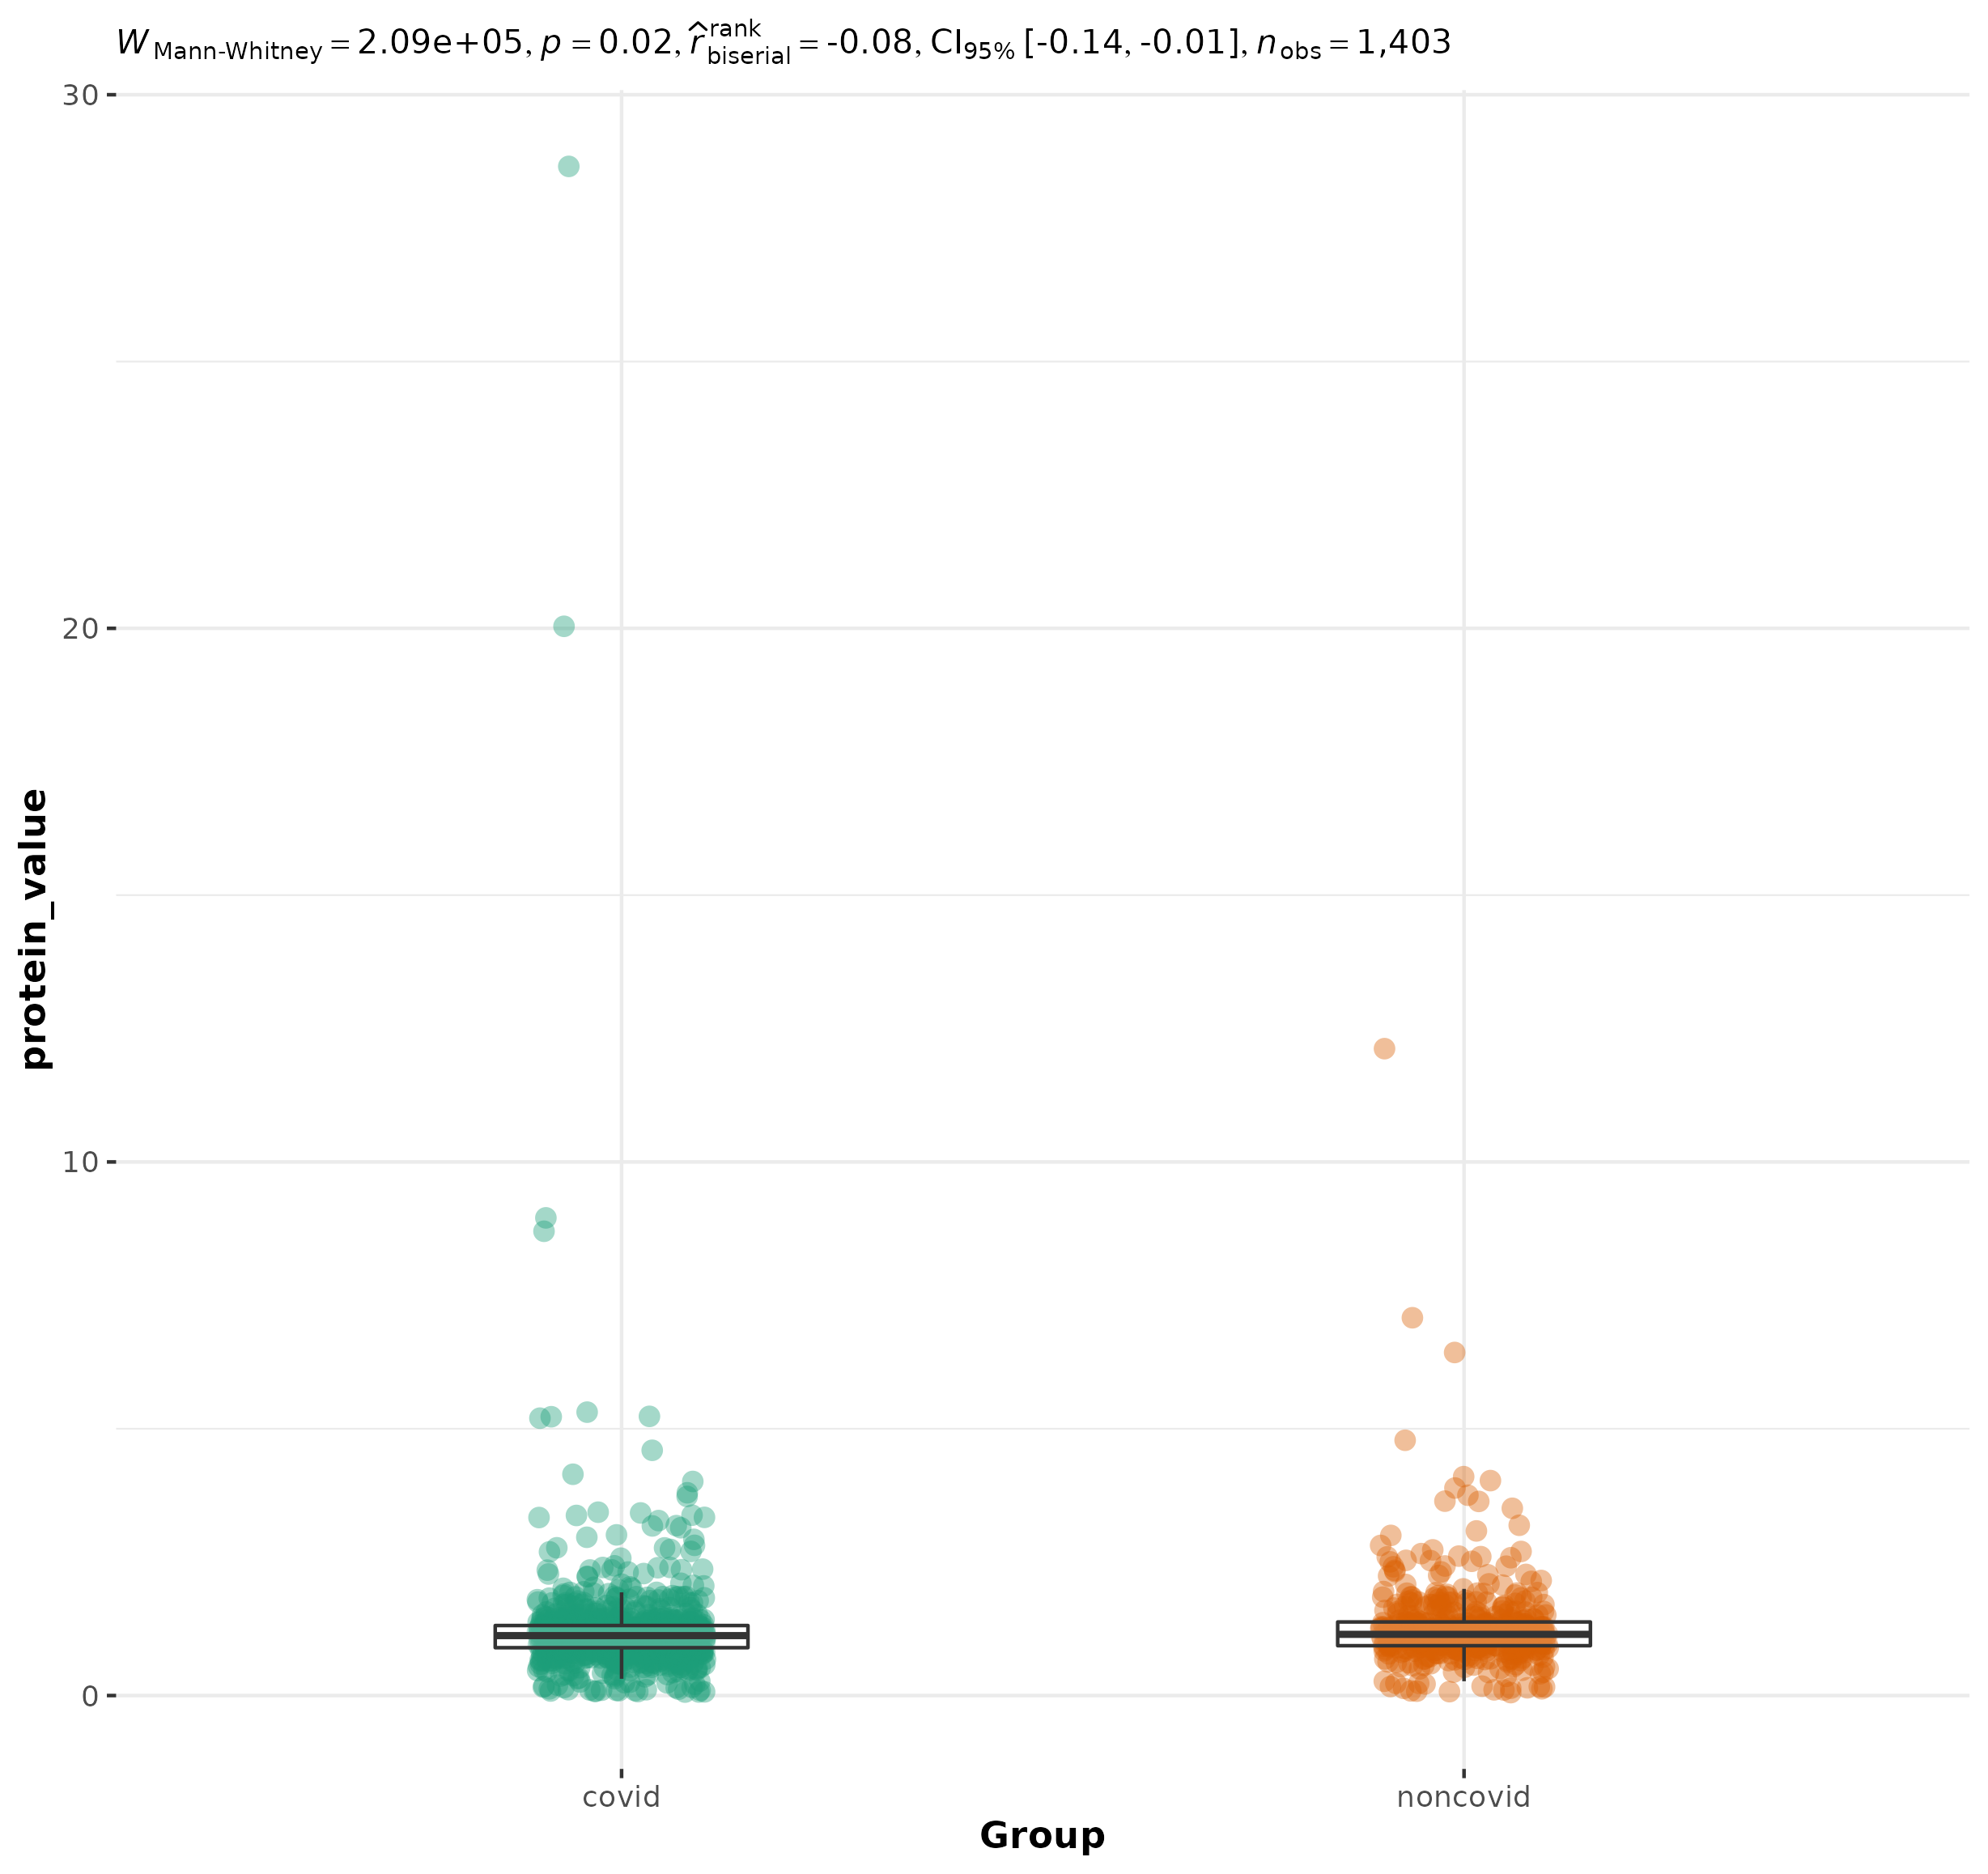 W Mann-Whitney = 2.09e+05, p = 0.02, r̂ rank biserial = -0.08, CI95% [-0.14, -0.01], nobs = 1,403
30
20
10
0
protein_value
covid noncovid
Group